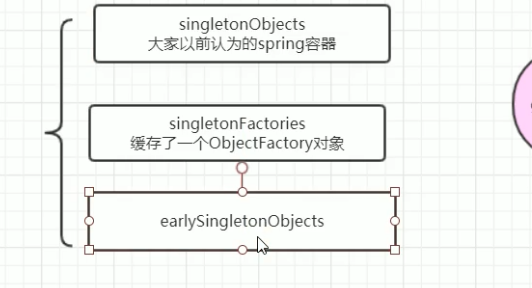 singletonObjects
大家以前认为的spring容器
singletonFactories
缓存了一个ObjectFactory对象
earlySingletonObjects